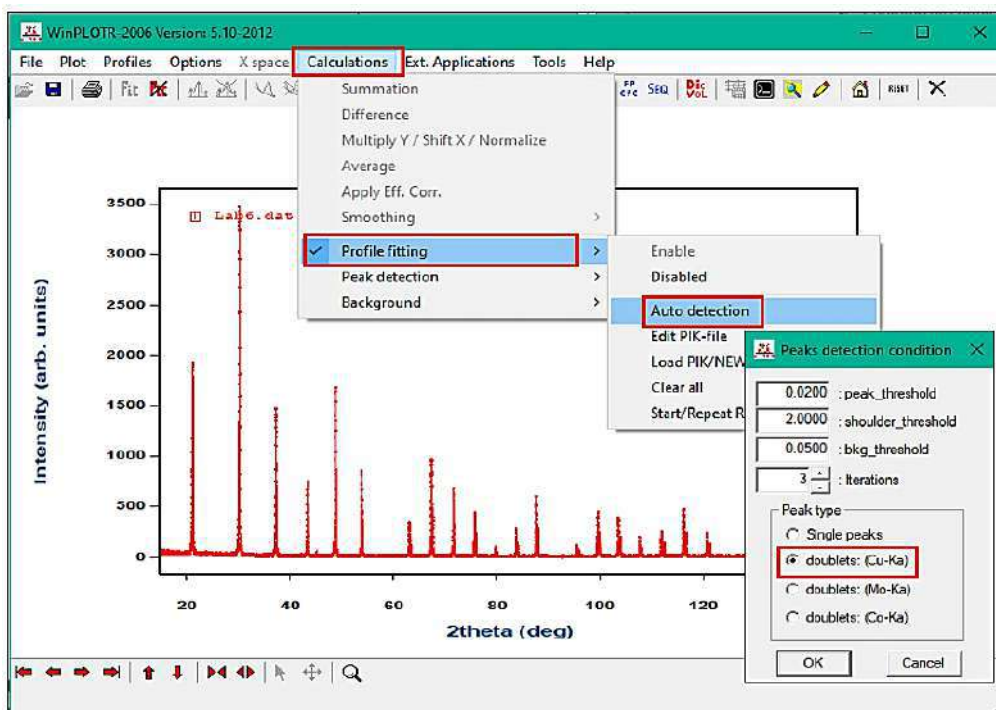 WinPLOTR-2006 Version: 5.10-2012
File Plot Profiles Options X space Calculations Ext. Applications Tools Help
Fit SEQ RISET
Summation
Difference
Multiply Y / Shift X / Normalize
Average
Apply Eff. Corr.
Smoothing
Profile fitting
Peak detection
Background
Enable
Disabled
Auto detection
Edit PIK-file
Load PIK/NEW
Clear all
Start/Repeat R
Peaks detection condition
0.0200 : peak_threshold
2.0000 : shoulder_threshold
0.0500 : bkg_threshold
3 : Iterations
Peak type
Single peaks
doublets: (Cu-Ka)
doublets: (Mo-Ka)
doublets: (Co-Ka)
OK Cancel
Lab6.dat
Intensity (arb. units)
3500
3000
2500
2000
1500
1000
500
0
20 40 60 80 100 120
2theta (deg)